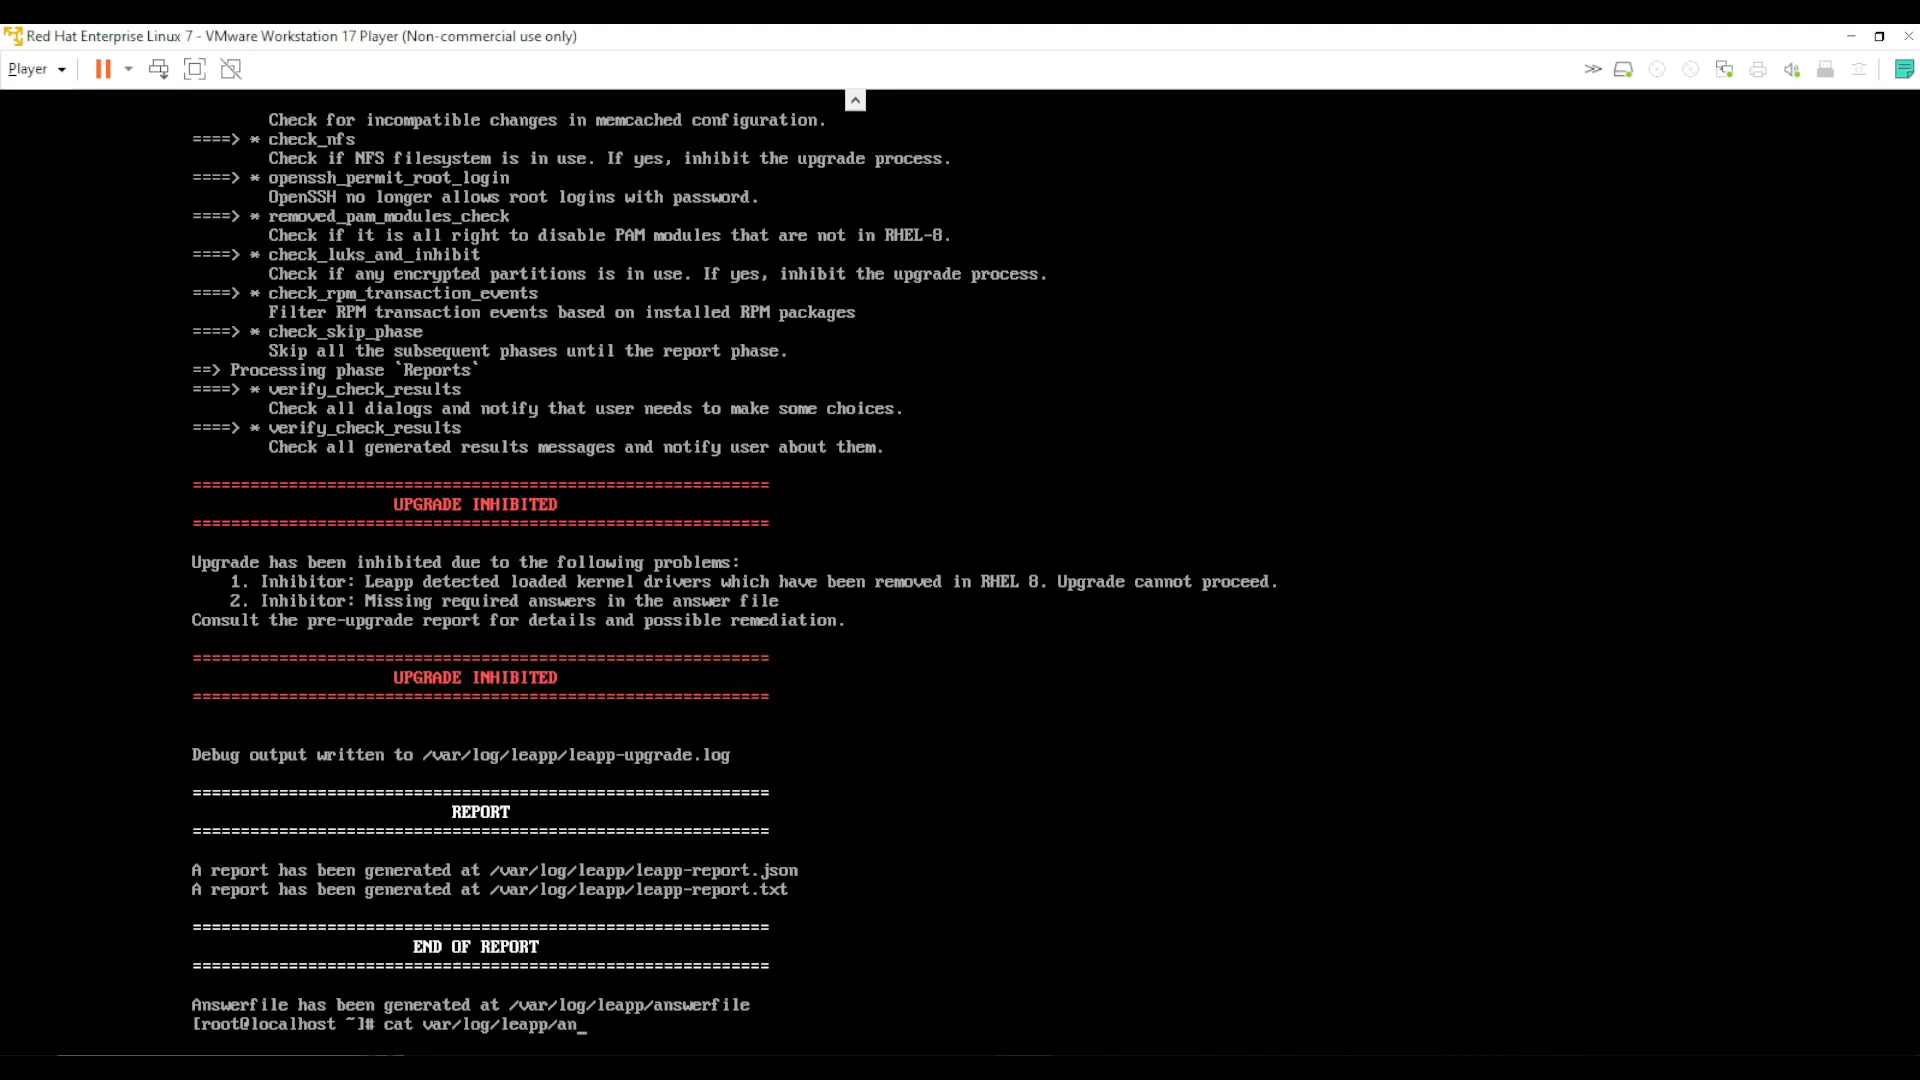 Red Hat Enterprise Linux 7 - VMware Workstation 17 Player (Non-commercial use only)
Player
Check for incompatible changes in memcached configuration.
====> * check_nfs
Check if NFS filesystem is in use. If yes, inhibit the upgrade process.
====> * openssh_permit_root_login
OpenSSH no longer allows root logins with password.
====> * removed_pam_modules_check
Check if it is all right to disable PAM modules that are not in RHEL-8.
====> * check_luks_and_inhibit
Check if any encrypted partitions is in use. If yes, inhibit the upgrade process.
====> * check_rpm_transaction_events
Filter RPM transaction events based on installed RPM packages
====> * check_skip_phase
Skip all the subsequent phases until the report phase.
==> Processing phase `Reports`
====> * verify_check_results
Check all dialogs and notify that user needs to make some choices.
====> * verify_check_results
Check all generated results messages and notify user about them.
============================================================
UPGRADE INHIBITED
============================================================
Upgrade has been inhibited due to the following problems:
1. Inhibitor: Leapp detected loaded kernel drivers which have been removed in RHEL 8. Upgrade cannot proceed.
2. Inhibitor: Missing required answers in the answer file
Consult the pre-upgrade report for details and possible remediation.
============================================================
UPGRADE INHIBITED
============================================================
Debug output written to /var/log/leapp/leapp-upgrade.log
============================================================
REPORT
============================================================
A report has been generated at /var/log/leapp/leapp-report.json
A report has been generated at /var/log/leapp/leapp-report.txt
============================================================
END OF REPORT
============================================================
Answerfile has been generated at /var/log/leapp/answerfile
[root@localhost ~]# cat var/log/leapp/an_